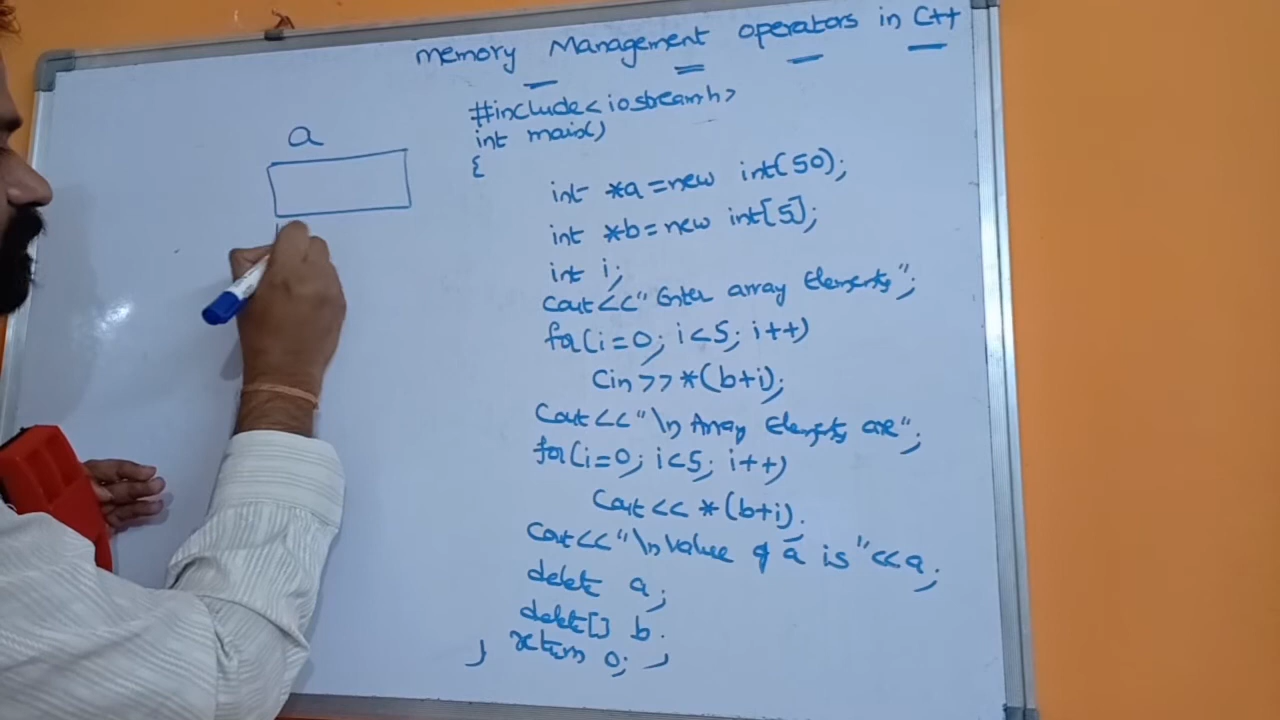 memory Management operators in C++
#include<iostream.h>
int main()
{
int *a=new int(50);
int *b=new int[5];
int i;
Cout<<"Enter array Elements";
for(i=0; i<5; i++)
Cin>>*(b+i);
Cout<<"\n Array Elements are";
for(i=0; i<5; i++)
Cout<< *(b+i).
Cout<<"\n Value of a is"<<a;
delete a;
delete[] b.
return 0;
}
a